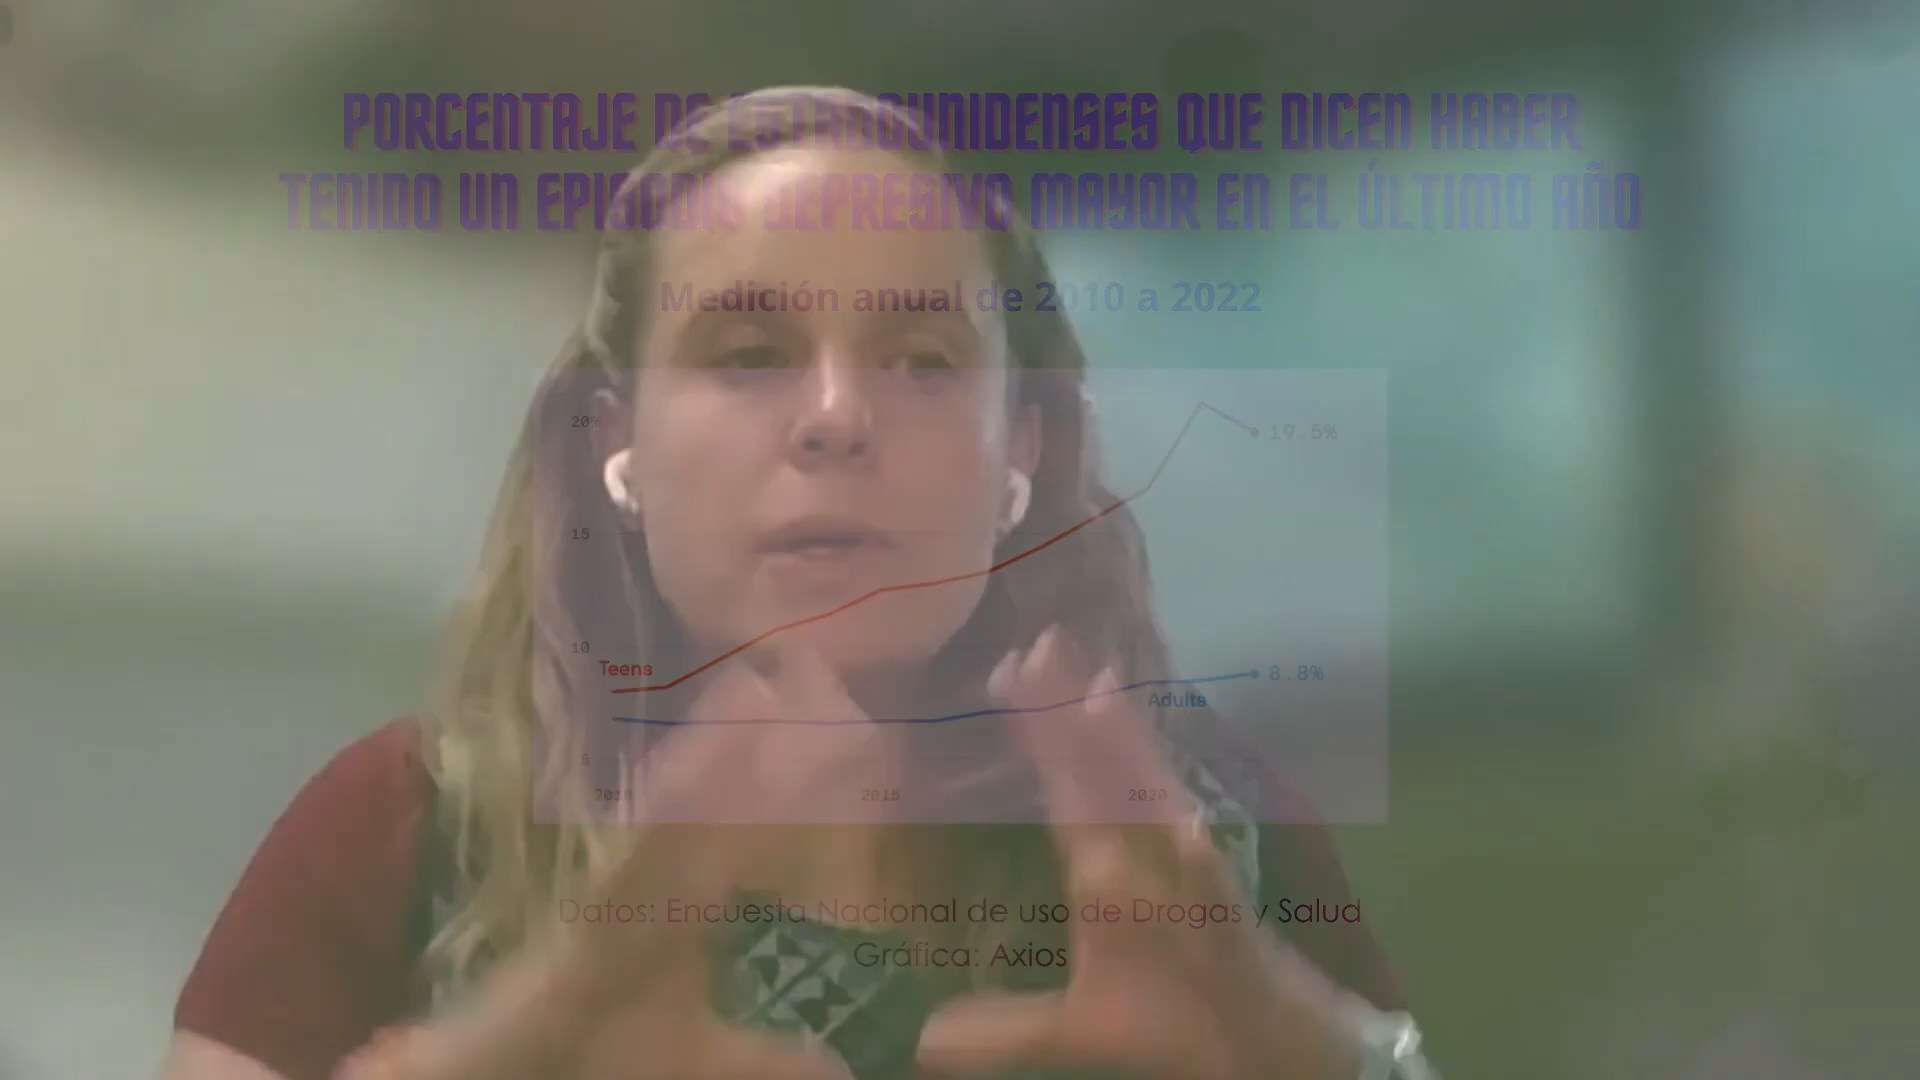 PORCENTAJE DE ESTADOUNIDENSES QUE DICEN HABER
TENIDO UN EPISODIO DEPRESIVO MAYOR EN EL ÚLTIMO AÑO
Medición anual de 2010 a 2022
20%
19.5%
15
10
Teens
8.8%
Adults
5
2010
2015
2020
Datos: Encuesta Nacional de uso de Drogas y Salud
Gráfica: Axios